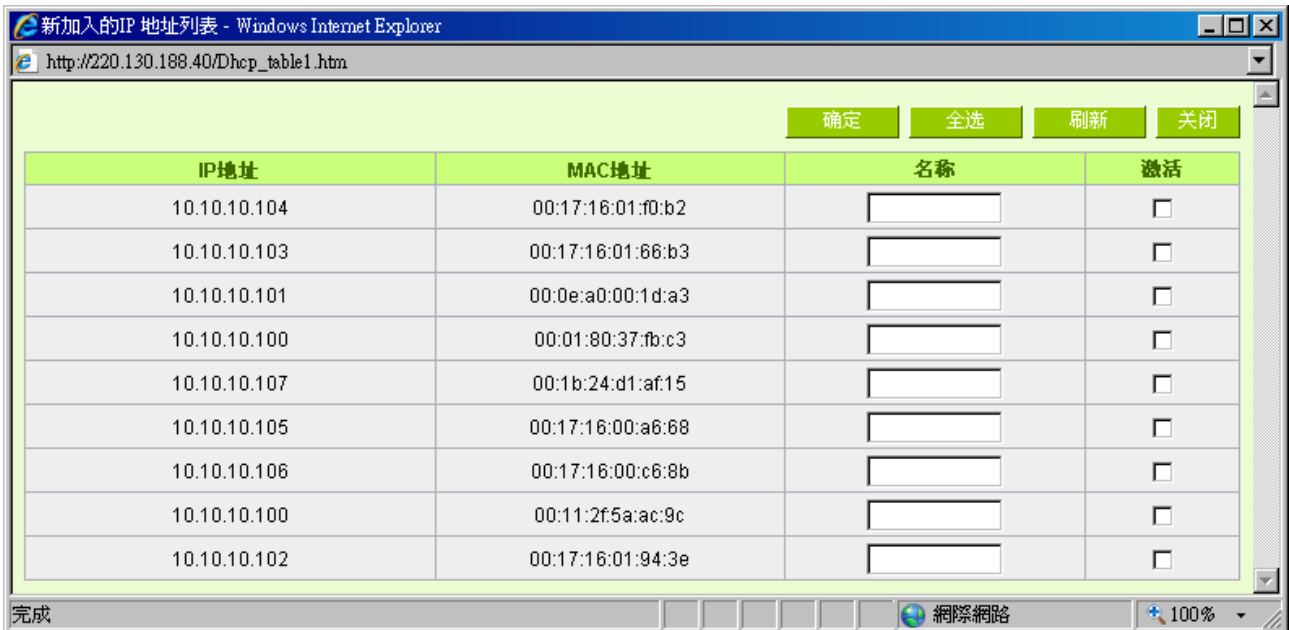 新加入的IP 地址列表 - Windows Internet Explorer
http://220.130.188.40/Dhcp_table1.htm
确定 全选 刷新 关闭
IP地址 MAC地址 名称 激活
10.10.10.104 00:17:16:01:f0:b2
10.10.10.103 00:17:16:01:66:b3
10.10.10.101 00:0e:a0:00:1d:a3
10.10.10.100 00:01:80:37:fb:c3
10.10.10.107 00:1b:24:d1:af:15
10.10.10.105 00:17:16:00:a6:68
10.10.10.106 00:17:16:00:c6:8b
10.10.10.100 00:11:2f:5a:ac:9c
10.10.10.102 00:17:16:01:94:3e
完成 網際網路 100%